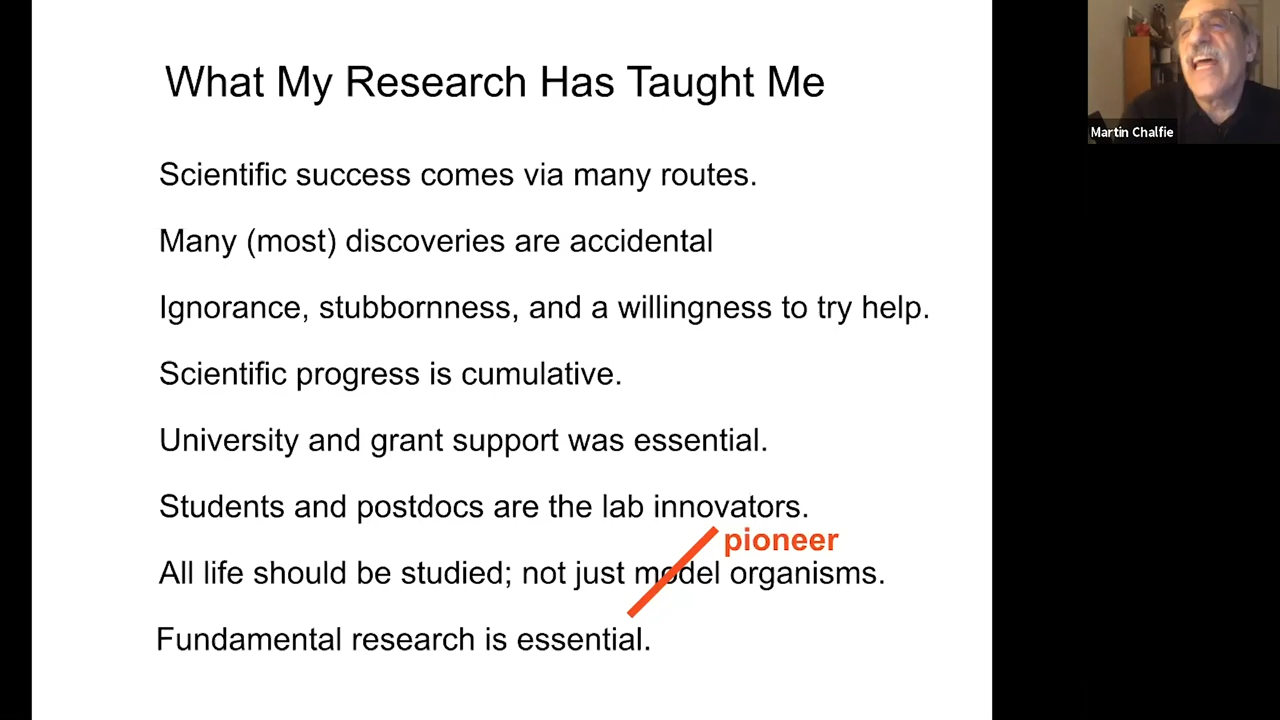 What My Research Has Taught Me
Martin Chalfie
Scientific success comes via many routes.
Many (most) discoveries are accidental
Ignorance, stubbornness, and a willingness to try help.
Scientific progress is cumulative.
University and grant support was essential.
Students and postdocs are the lab innovators.
pioneer
All life should be studied; not just model organisms.
Fundamental research is essential.